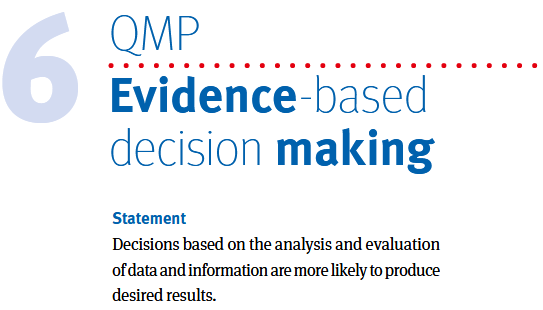 6
QMP
Evidence-based
decision making
Statement
Decisions based on the analysis and evaluation
of data and information are more likely to produce
desired results.